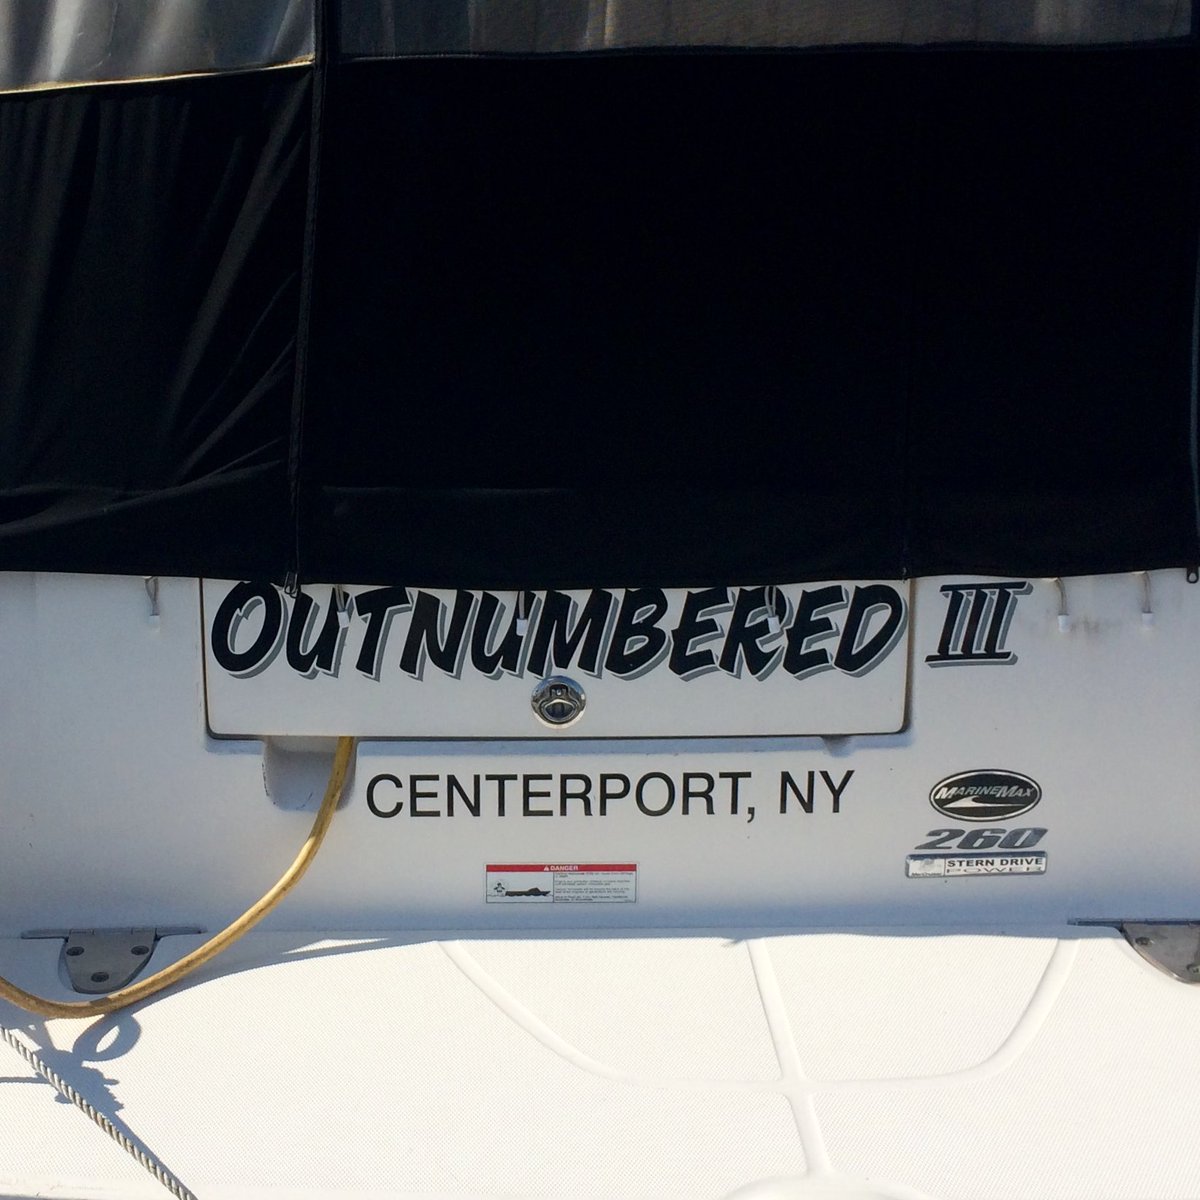 OUTNUMBERED III
CENTERPORT, NY
MARINEMAX
260
STERN DRIVE
POWER
DANGER